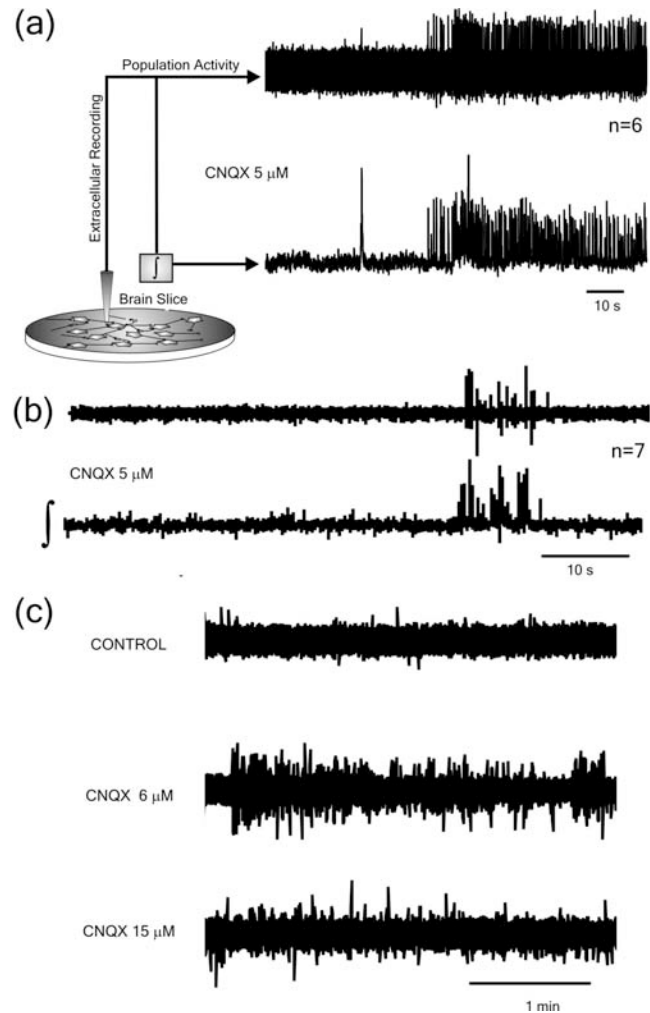 (a)
Population Activity
Extracellular Recording
n=6
CNQX 5 μM
∫
Brain Slice
10 s
(b)
n=7
CNQX 5 μM
∫
10 s
(c)
CONTROL
CNQX 6 μM
CNQX 15 μM
1 min